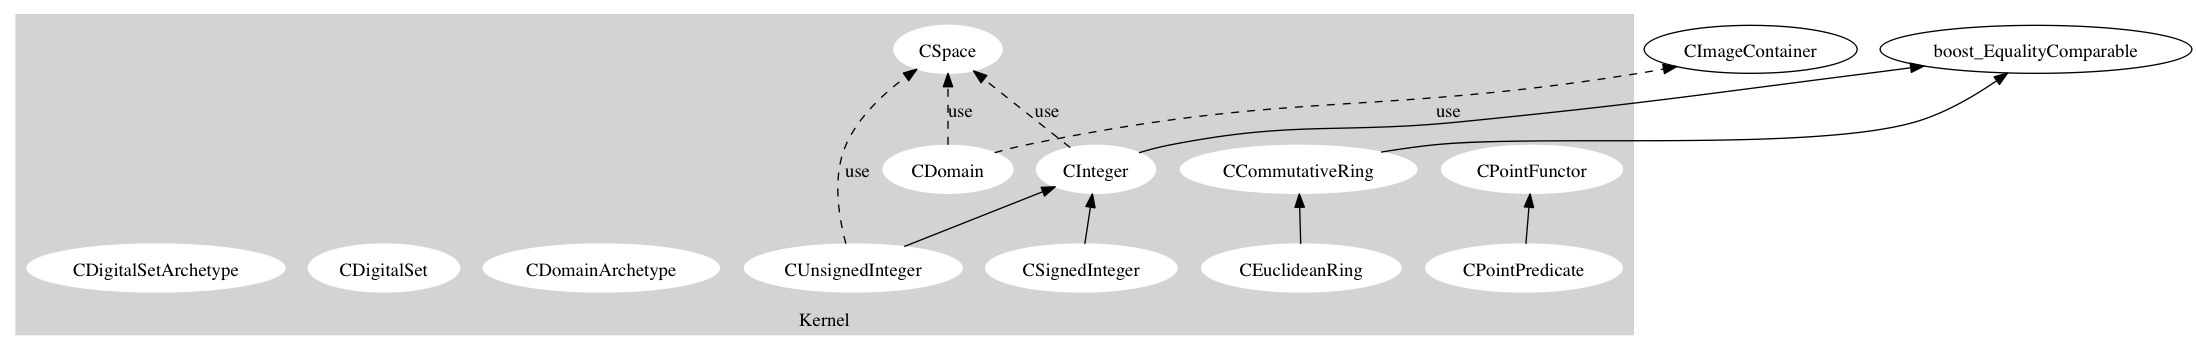 CSpace
CImageContainer
boost_EqualityComparable
use
use
use
use
CDomain
CInteger
CCommutativeRing
CPointFunctor
CDigitalSetArchetype
CDigitalSet
CDomainArchetype
CUnsignedInteger
CSignedInteger
CEuclideanRing
CPointPredicate
Kernel